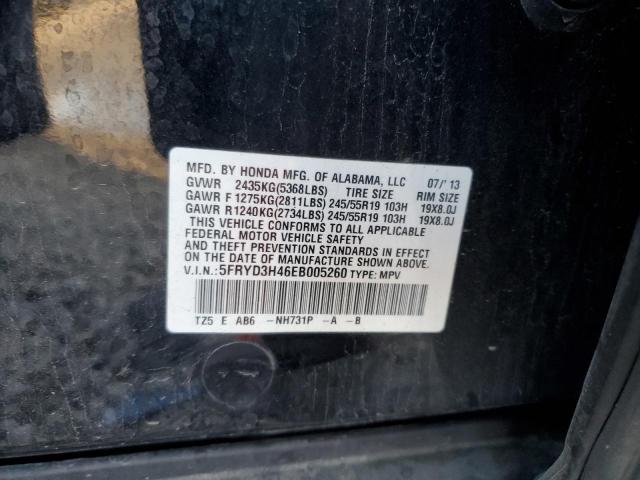 MFD. BY HONDA MFG. OF ALABAMA, LLC 07/'13
GVWR 2435KG(5368LBS) TIRE SIZE RIM SIZE
GAWR F 1275KG(2811LBS) 245/55R19 103H 19X8.0J
GAWR R1240KG(2734LBS) 245/55R19 103H 19X8.0J
THIS VEHICLE CONFORMS TO ALL APPLICABLE
FEDERAL MOTOR VEHICLE SAFETY
AND THEFT PREVENTION STANDARDS IN EFFECT
ON THE DATE OF MANUFACTURE SHOWN ABOVE.
V.I.N.: 5FRYD3H46EB005260 TYPE: MPV
TZ5 E AB6 -NH731P -A -B